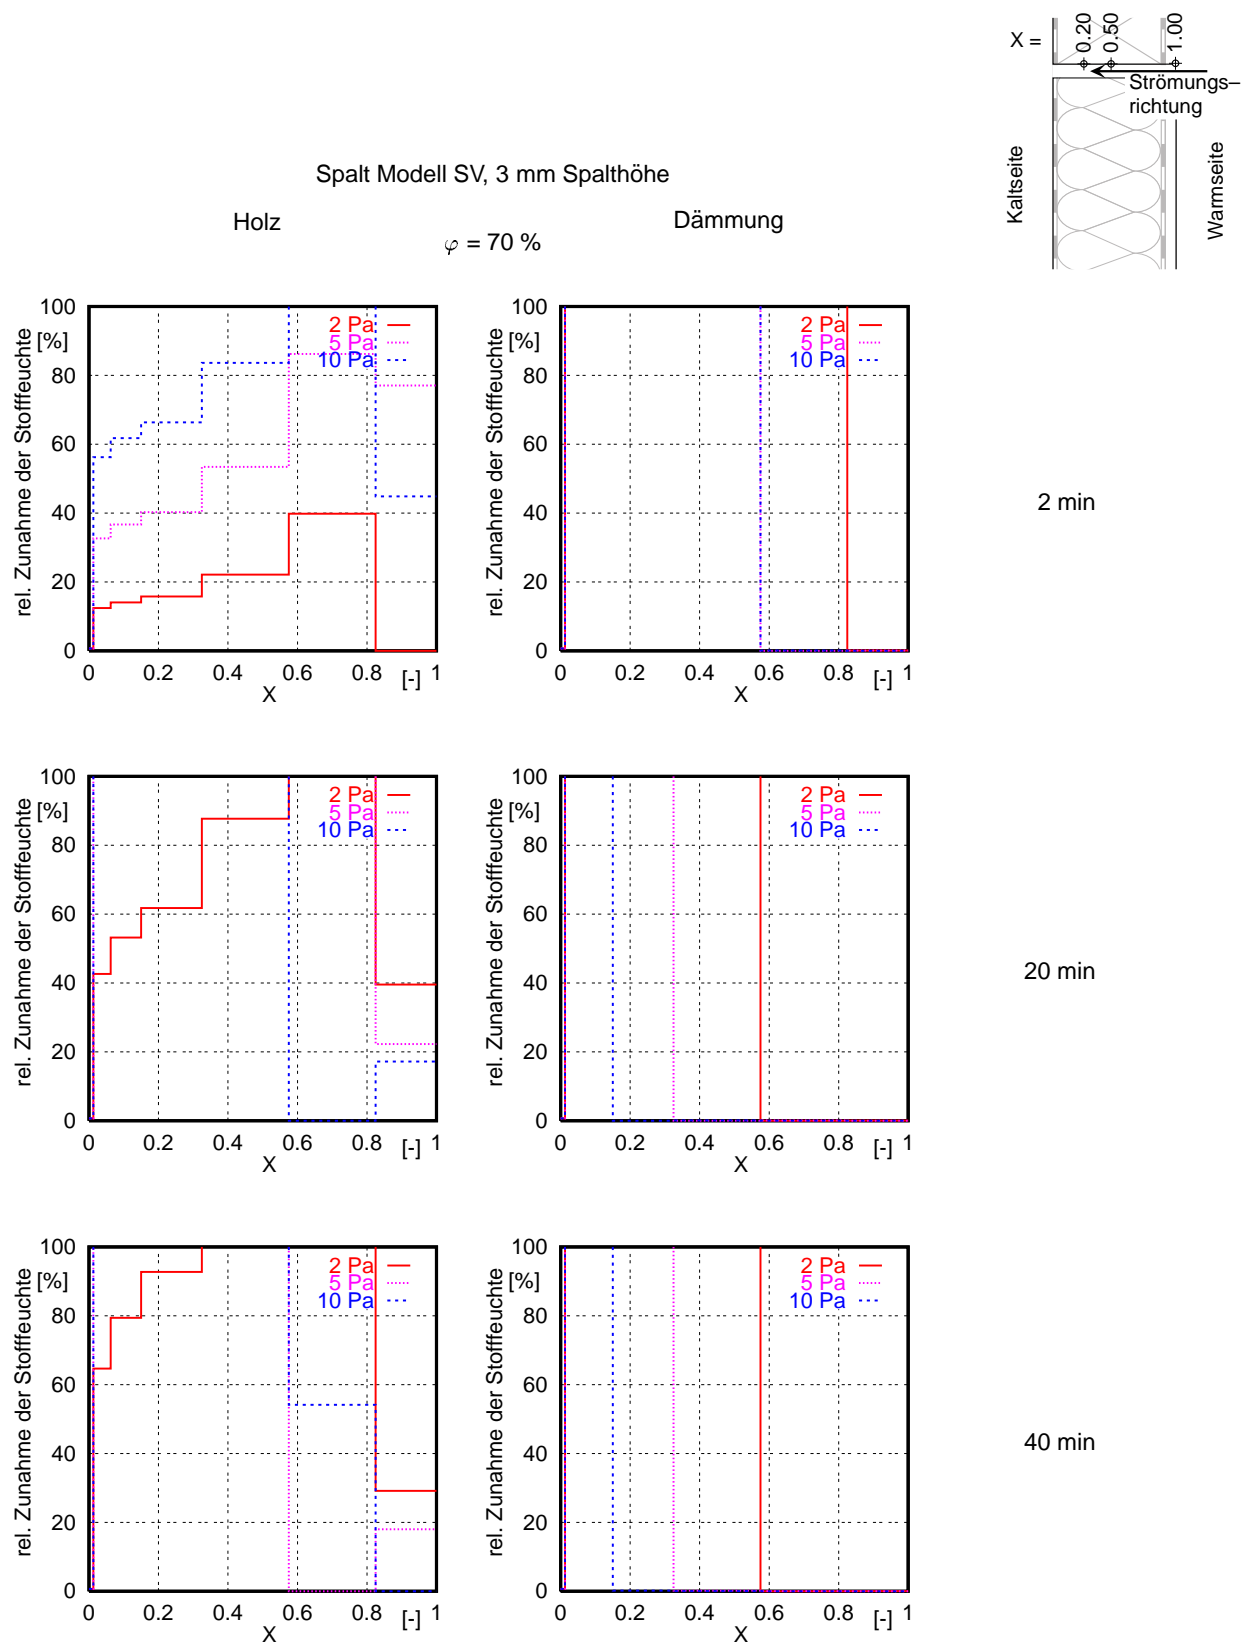 X =
0.20
0.50
1.00
Strömungs–
richtung
Kaltseite
Warmseite
Spalt Modell SV, 3 mm Spalthöhe
Holz
Dämmung
φ = 70 %
rel. Zunahme der Stofffeuchte
[%]
100
80
60
40
20
0
0 0.2 0.4 0.6 0.8 [-] 1
X
2 Pa
5 Pa
10 Pa
rel. Zunahme der Stofffeuchte
[%]
100
80
60
40
20
0
0 0.2 0.4 0.6 0.8 [-] 1
X
2 Pa
5 Pa
10 Pa
2 min
rel. Zunahme der Stofffeuchte
[%]
100
80
60
40
20
0
0 0.2 0.4 0.6 0.8 [-] 1
X
2 Pa
5 Pa
10 Pa
rel. Zunahme der Stofffeuchte
[%]
100
80
60
40
20
0
0 0.2 0.4 0.6 0.8 [-] 1
X
2 Pa
5 Pa
10 Pa
20 min
rel. Zunahme der Stofffeuchte
[%]
100
80
60
40
20
0
0 0.2 0.4 0.6 0.8 [-] 1
X
2 Pa
5 Pa
10 Pa
rel. Zunahme der Stofffeuchte
[%]
100
80
60
40
20
0
0 0.2 0.4 0.6 0.8 [-] 1
X
2 Pa
5 Pa
10 Pa
40 min